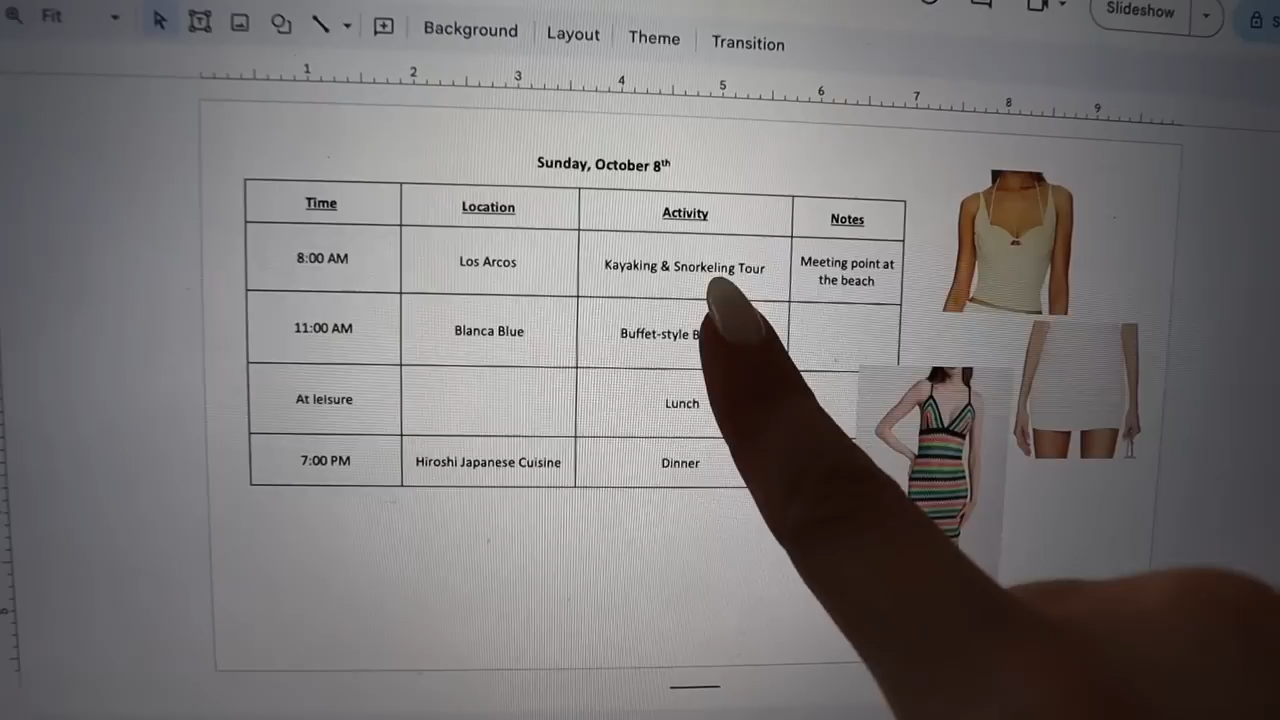 Fit
Background
Layout
Theme
Transition
Slideshow
1 2 3 4 5 6 7 8 9
Sunday, October 8th
Time Location Activity Notes
8:00 AM Los Arcos Kayaking & Snorkeling Tour Meeting point at
the beach
11:00 AM Blanca Blue Buffet-style
At leisure Lunch
7:00 PM Hiroshi Japanese Cuisine Dinner